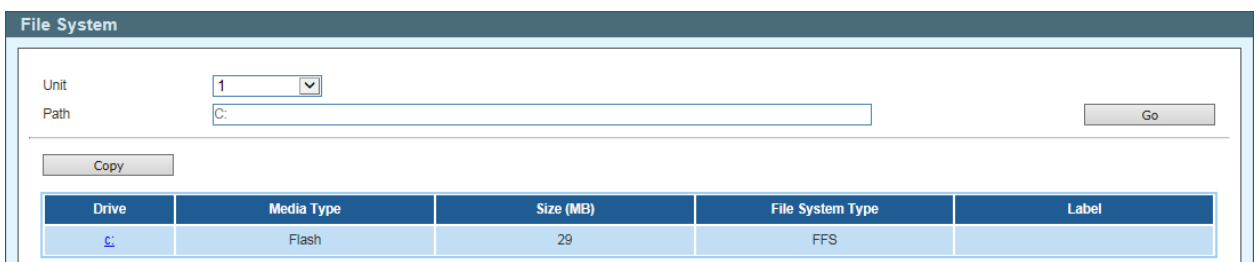 File System
Unit 1
Path C: Go
Copy
Drive Media Type Size (MB) File System Type Label
c: Flash 29 FFS